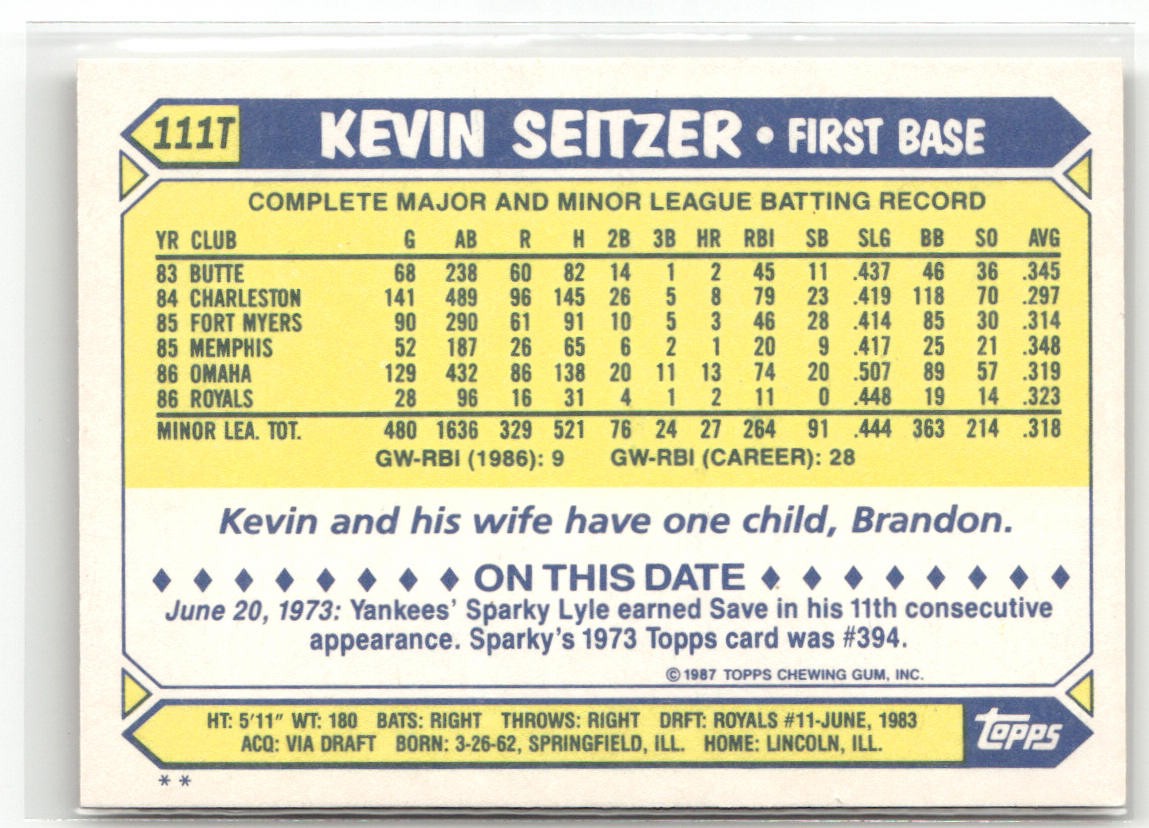 111T KEVIN SEITZER • FIRST BASE
COMPLETE MAJOR AND MINOR LEAGUE BATTING RECORD
YR CLUB G AB R H 2B 3B HR RBI SB SLG BB SO AVG
83 BUTTE 68 238 60 82 14 1 2 45 11 .437 46 36 .345
84 CHARLESTON 141 489 96 145 26 5 8 79 23 .419 118 70 .297
85 FORT MYERS 90 290 61 91 10 5 3 46 28 .414 85 30 .314
85 MEMPHIS 52 187 26 65 6 2 1 20 9 .417 25 21 .348
86 OMAHA 129 432 86 138 20 11 13 74 20 .507 89 57 .319
86 ROYALS 28 96 16 31 4 1 2 11 0 .448 19 14 .323
MINOR LEA. TOT. 480 1636 329 521 76 24 27 264 91 .444 363 214 .318
GW-RBI (1986): 9 GW-RBI (CAREER): 28
Kevin and his wife have one child, Brandon.
ON THIS DATE
June 20, 1973: Yankees' Sparky Lyle earned Save in his 11th consecutive
appearance. Sparky's 1973 Topps card was #394.
© 1987 TOPPS CHEWING GUM, INC.
HT: 5'11" WT: 180 BATS: RIGHT THROWS: RIGHT DRFT: ROYALS #11-JUNE, 1983
ACQ: VIA DRAFT BORN: 3-26-62, SPRINGFIELD, ILL. HOME: LINCOLN, ILL.
topps
**